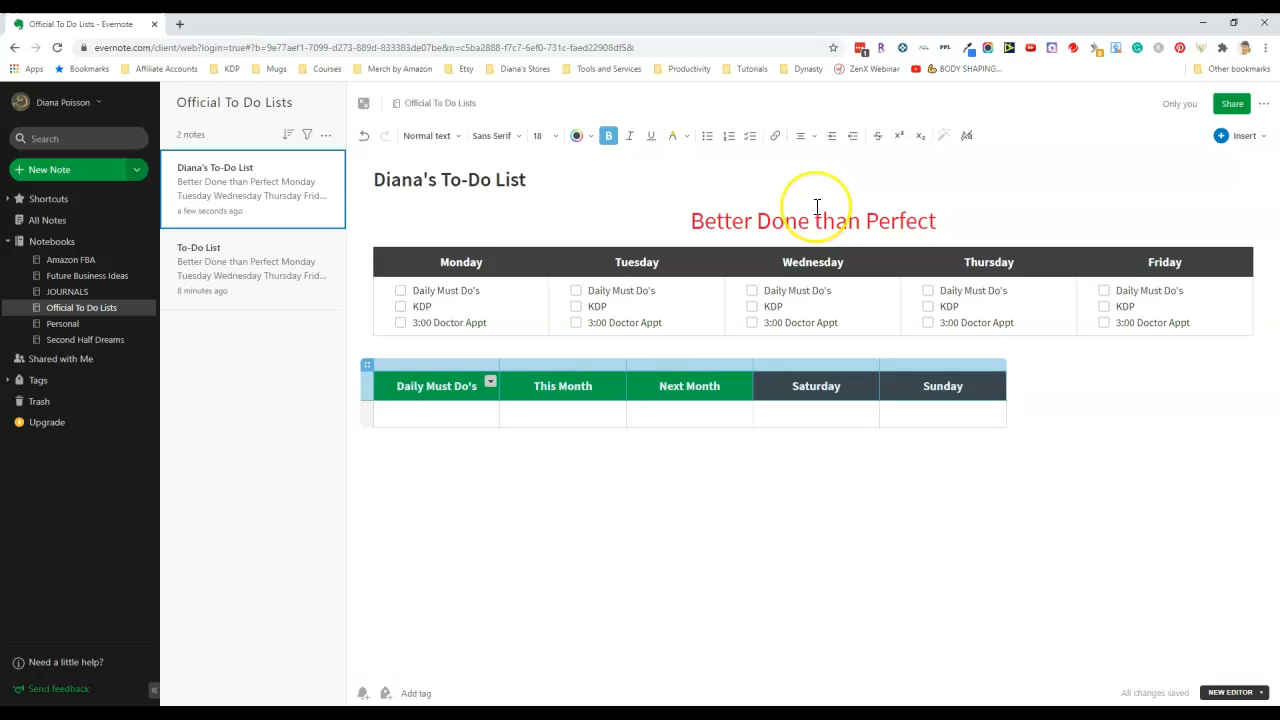 Official To Do Lists - Evernote
evernote.com/client/web?login=true#?b=9e77aef1-7099-d273-889d-833383de07be&n=c5ba2888-f7c7-6ef0-731c-faed22908df5&
Apps Bookmarks Affiliate Accounts KDP Mugs Courses Merch by Amazon Etsy Diana's Stores Tools and Services Productivity Tutorials Dynasty ZenX Webinar BODY SHAPING... Other bookmarks
Diana Poisson
Search
New Note
Shortcuts
All Notes
Notebooks
Amazon FBA
Future Business Ideas
JOURNALS
Official To Do Lists
Personal
Second Half Dreams
Shared with Me
Tags
Trash
Upgrade
Need a little help?
Send feedback
Official To Do Lists
2 notes
Diana's To-Do List
Better Done than Perfect Monday
Tuesday Wednesday Thursday Frid...
a few seconds ago
To-Do List
Better Done than Perfect Monday
Tuesday Wednesday Thursday Frid...
8 minutes ago
Official To Do Lists Only you Share
Normal text Sans Serif 18 B I U A Insert
Diana's To-Do List
Better Done than Perfect
Monday Tuesday Wednesday Thursday Friday
Daily Must Do's Daily Must Do's Daily Must Do's Daily Must Do's Daily Must Do's
KDP KDP KDP KDP KDP
3:00 Doctor Appt 3:00 Doctor Appt 3:00 Doctor Appt 3:00 Doctor Appt 3:00 Doctor Appt
Daily Must Do's This Month Next Month Saturday Sunday
Add tag All changes saved NEW EDITOR